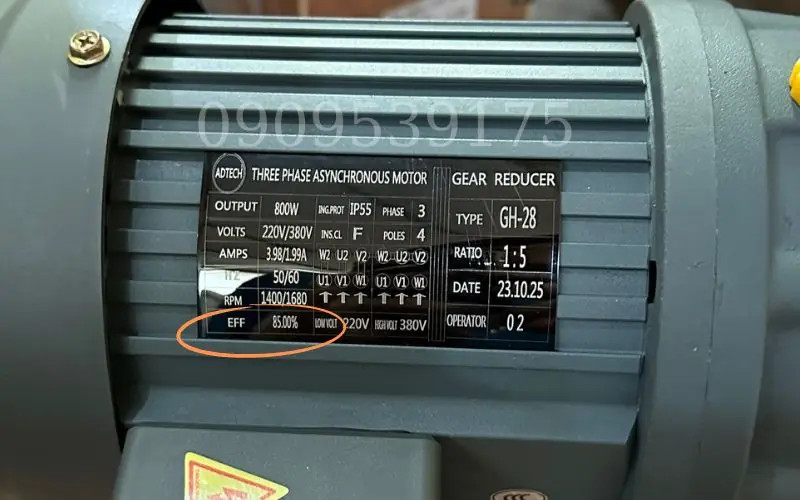 0909539175
ADTECH THREE PHASE ASYNCHRONOUS MOTOR
OUTPUT 800W ING.PROT IP55 PHASE 3
VOLTS 220V/380V INS.CL F POLES 4
AMPS 3.98/1.99A W2 U2 V2 W2 U2 V2
HZ 50/60 U1 V1 W1 U1 V1 W1
RPM 1400/1680 ↑ ↑ ↑ ↑ ↑ ↑
EFF 85.00% LOW VOLT 220V HIGH VOLT 380V
GEAR REDUCER
TYPE GH-28
RATIO 1:5
DATE 23.10.25
OPERATOR 02